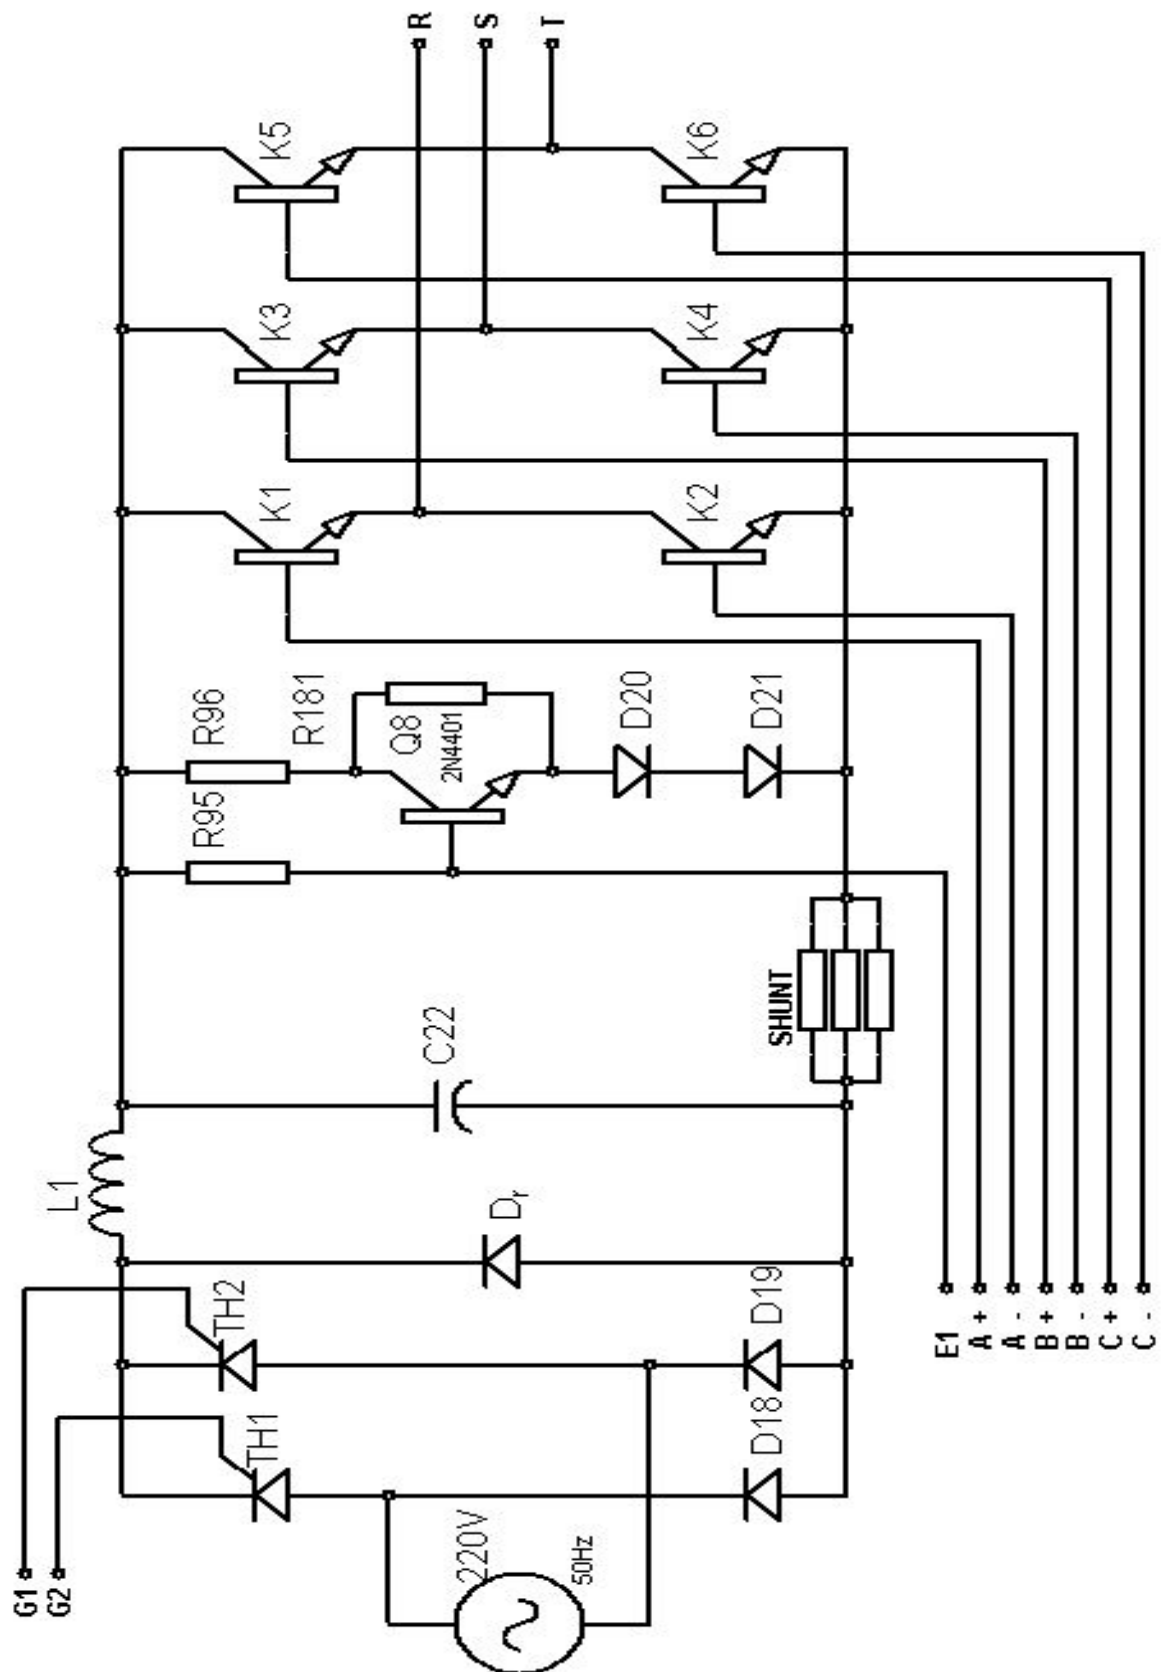 G1
G2
220V
50Hz
TH1
TH2
D18
D19
L1
Dr
C22
SHUNT
R95
R96
R181
Q8
2N4401
D20
D21
K1
K3
K5
K2
K4
K6
R
S
T
E1
A +
A -
B +
B -
C +
C -